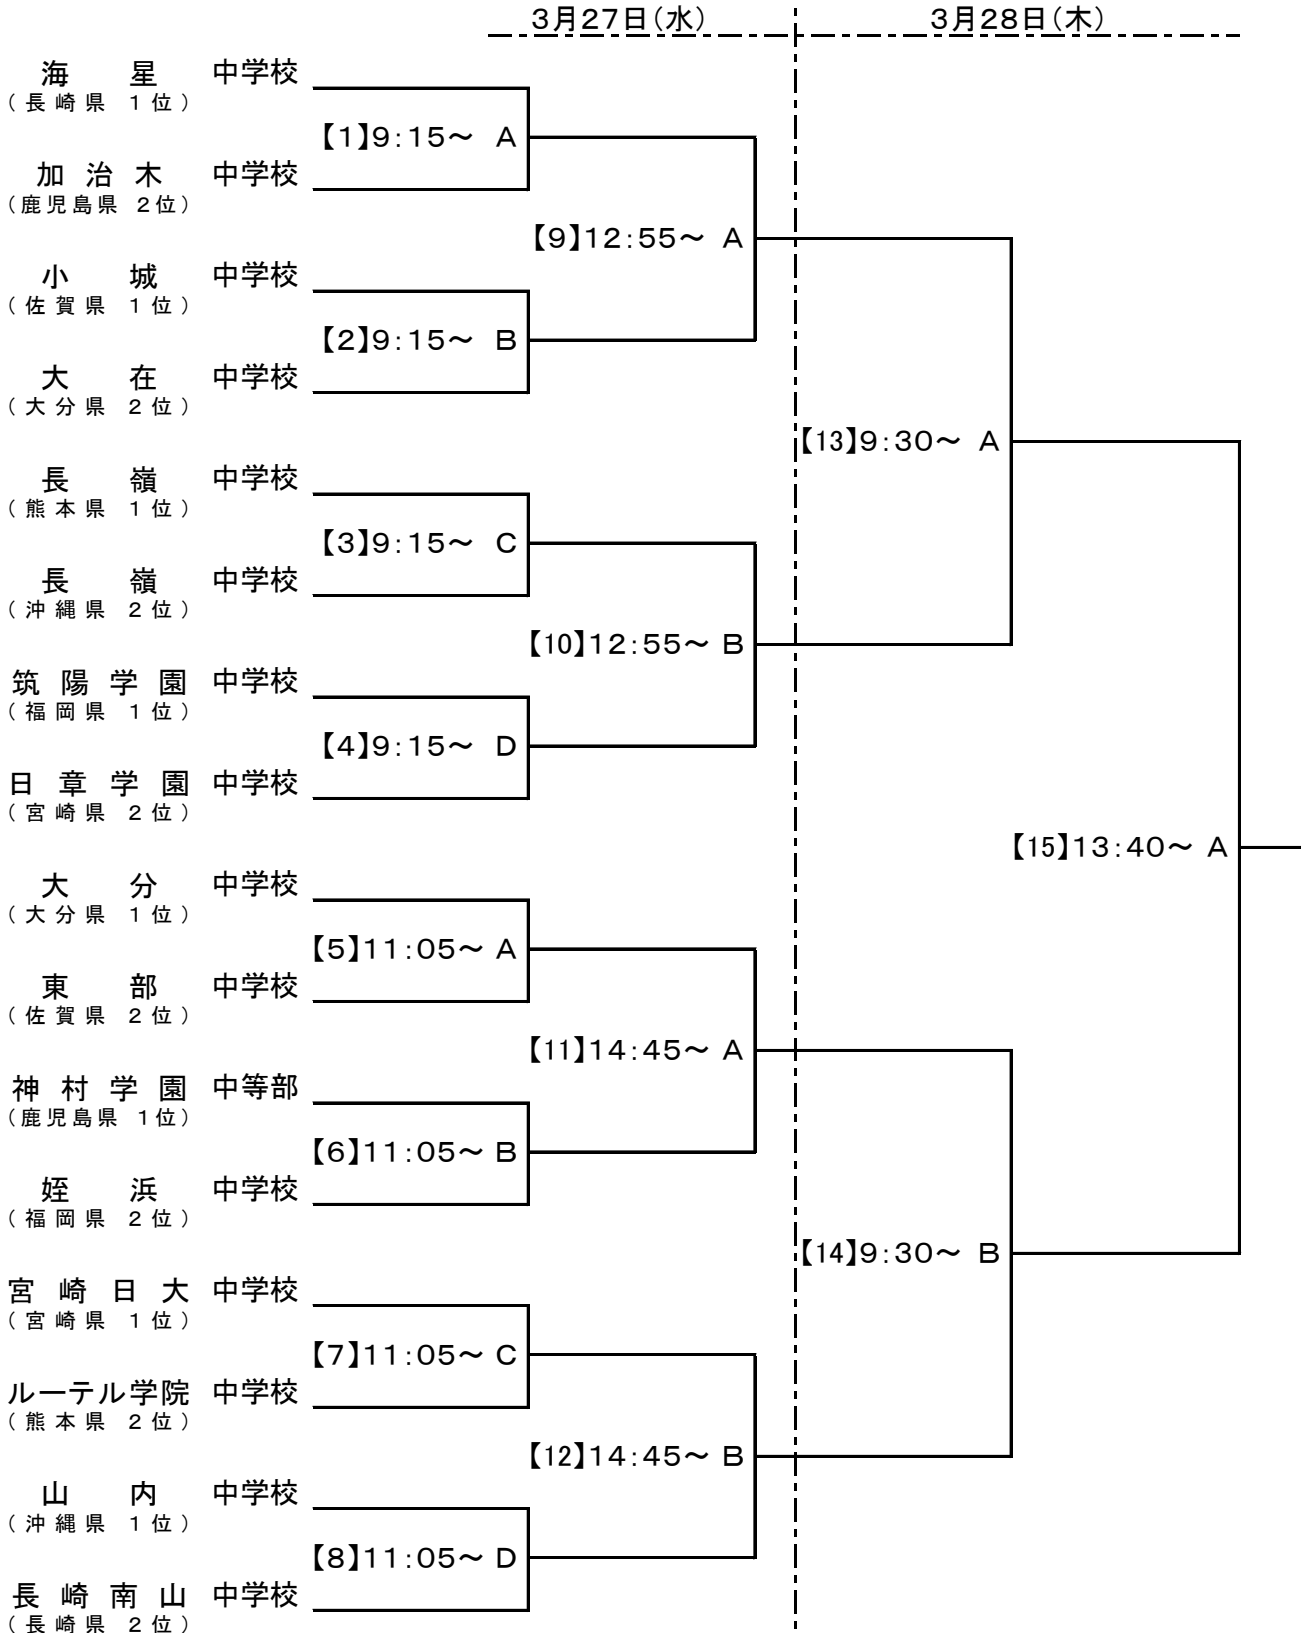 3月27日(水)
3月28日(木)
海星 中学校
(長崎県 1位)
【1】9:15～ A
加治木 中学校
(鹿児島県 2位)
【9】12:55～ A
小城 中学校
(佐賀県 1位)
【2】9:15～ B
大在 中学校
(大分県 2位)
【13】9:30～ A
長嶺 中学校
(熊本県 1位)
【3】9:15～ C
長嶺 中学校
(沖縄県 2位)
【10】12:55～ B
筑陽学園 中学校
(福岡県 1位)
【4】9:15～ D
日章学園 中学校
(宮崎県 2位)
【15】13:40～ A
大分 中学校
(大分県 1位)
【5】11:05～ A
東部 中学校
(佐賀県 2位)
【11】14:45～ A
神村学園 中等部
(鹿児島県 1位)
【6】11:05～ B
姪浜 中学校
(福岡県 2位)
【14】9:30～ B
宮崎日大 中学校
(宮崎県 1位)
【7】11:05～ C
ルーテル学院 中学校
(熊本県 2位)
【12】14:45～ B
山内 中学校
(沖縄県 1位)
【8】11:05～ D
長崎南山 中学校
(長崎県 2位)